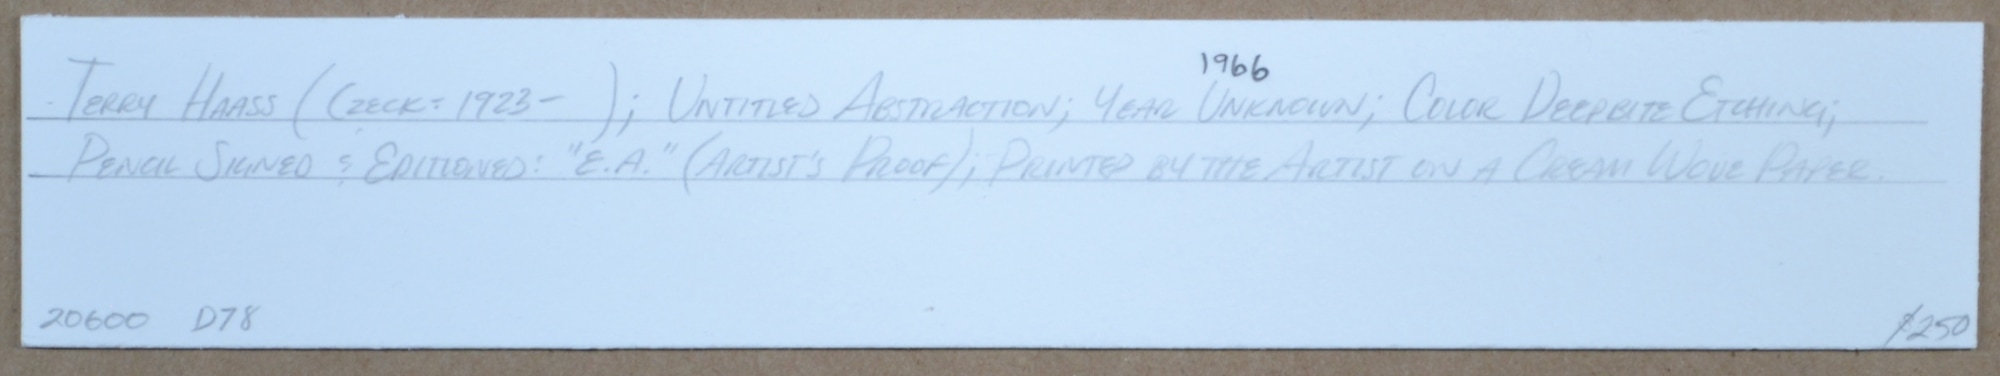 1966
Terry Haass (Czeck: 1923- ); Untitled Abstraction; Year Unknown; Color Deepbite Etching;
Pencil Signed & Editioned: "E.A." (Artist's Proof); Printed by the Artist on a Cream Wove Paper.
20600 D78
$250